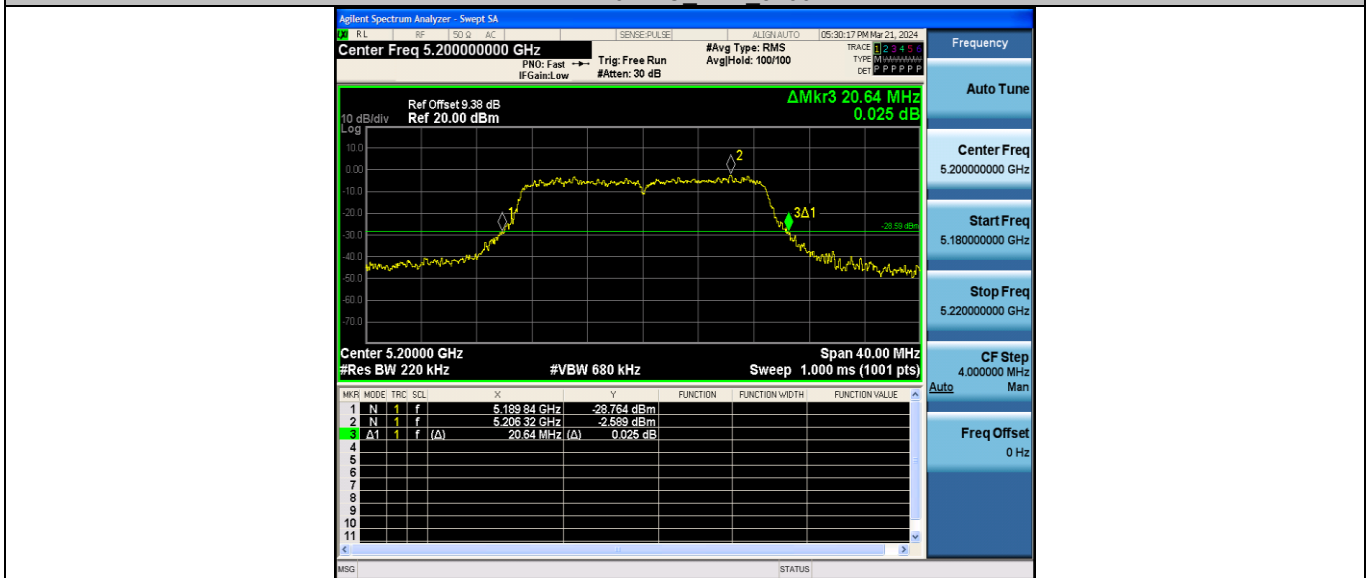 Agilent Spectrum Analyzer - Swept SA
RL RF 50 Ω AC SENSE:PULSE ALIGNAUTO 05:30:17 PM Mar 21, 2024
Center Freq 5.200000000 GHz
PNO: Fast
IFGain:Low
Trig: Free Run
#Atten: 30 dB
#Avg Type: RMS
Avg|Hold: 100/100
TRACE 1 2 3 4 5 6
TYPE M
DET P P P P P P
Frequency
ΔMkr3 20.64 MHz
0.025 dB
Ref Offset 9.38 dB
10 dB/div Ref 20.00 dBm
Log
10.0
0.00
-10.0
-20.0
-30.0
-40.0
-50.0
-60.0
-70.0
1
2
3Δ1
-28.59 dBm
Center 5.20000 GHz Span 40.00 MHz
#Res BW 220 kHz #VBW 680 kHz Sweep 1.000 ms (1001 pts)
MKR MODE TRC SCL X Y FUNCTION FUNCTION WIDTH FUNCTION VALUE
1 N 1 f 5.189 84 GHz -28.764 dBm
2 N 1 f 5.206 32 GHz -2.589 dBm
3 Δ1 1 f (Δ) 20.64 MHz (Δ) 0.025 dB
4
5
6
7
8
9
10
11
MSG STATUS
Auto Tune
Center Freq
5.200000000 GHz
Start Freq
5.180000000 GHz
Stop Freq
5.220000000 GHz
CF Step
4.000000 MHz
Auto Man
Freq Offset
0 Hz